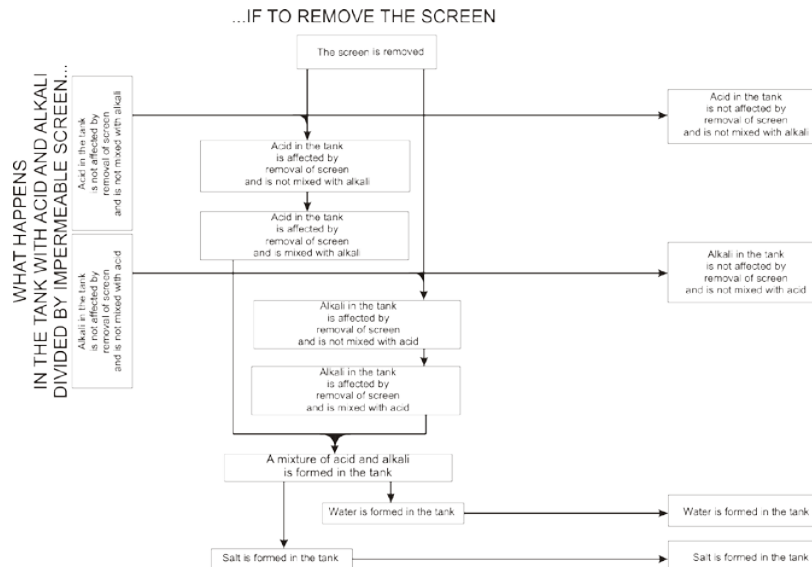 ...IF TO REMOVE THE SCREEN
WHAT HAPPENS
IN THE TANK WITH ACID AND ALKALI
DIVIDED BY IMPERMEABLE SCREEN...
The screen is removed
Acid in the tank
is not affected by
removal of screen
and is not mixed with alkali
Acid in the tank
is not affected by
removal of screen
and is not mixed with alkali
Acid in the tank
is affected by
removal of screen
and is not mixed with alkali
Acid in the tank
is affected by
removal of screen
and is mixed with alkali
Alkali in the tank
is not affected by
removal of screen
and is not mixed with acid
Alkali in the tank
is not affected by
removal of screen
and is not mixed with acid
Alkali in the tank
is affected by
removal of screen
and is not mixed with acid
Alkali in the tank
is affected by
removal of screen
and is mixed with acid
A mixture of acid and alkali
is formed in the tank
Water is formed in the tank
Water is formed in the tank
Salt is formed in the tank
Salt is formed in the tank